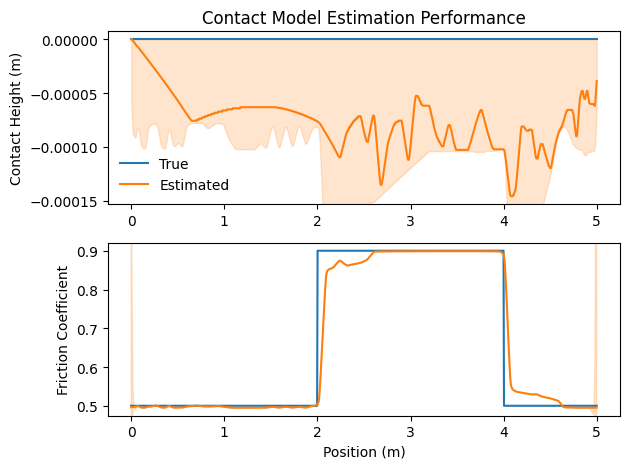 Contact Model Estimation Performance
Contact Height (m)
0.00000
−0.00005
−0.00010
−0.00015
True
Estimated
0 1 2 3 4 5
Friction Coefficient
0.9
0.8
0.7
0.6
0.5
0 1 2 3 4 5
Position (m)